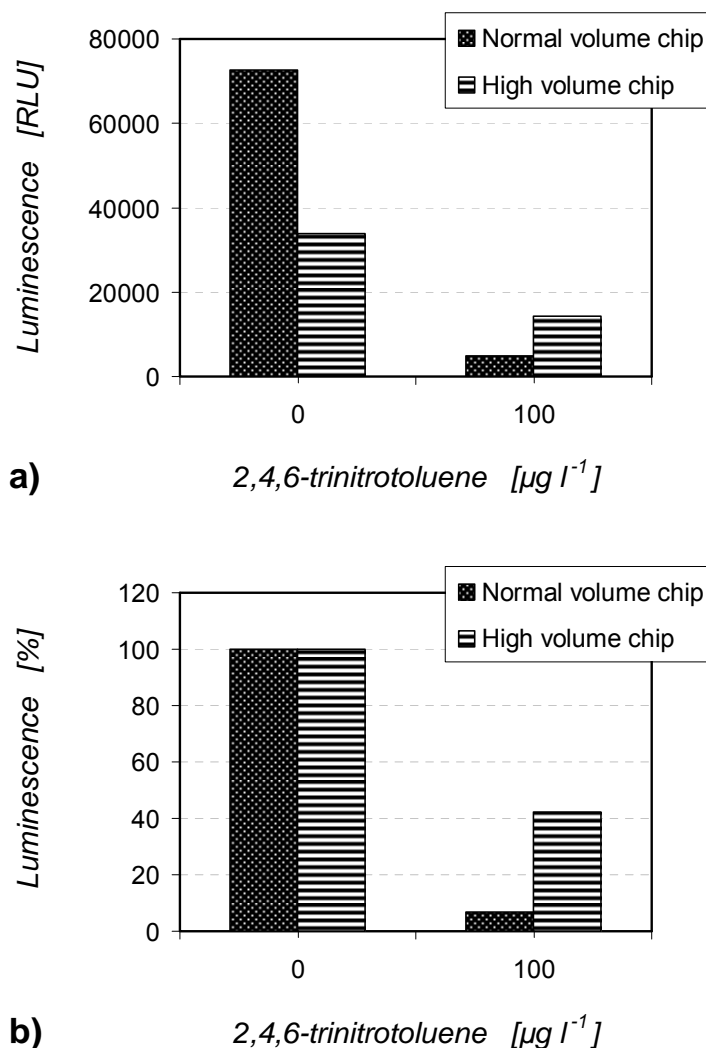 Normal volume chip
High volume chip
Luminescence [RLU]
80000
60000
40000
20000
0
0 100
a) 2,4,6-trinitrotoluene [µg l⁻¹]
Normal volume chip
High volume chip
Luminescence [%]
120
100
80
60
40
20
0
0 100
b) 2,4,6-trinitrotoluene [µg l⁻¹]